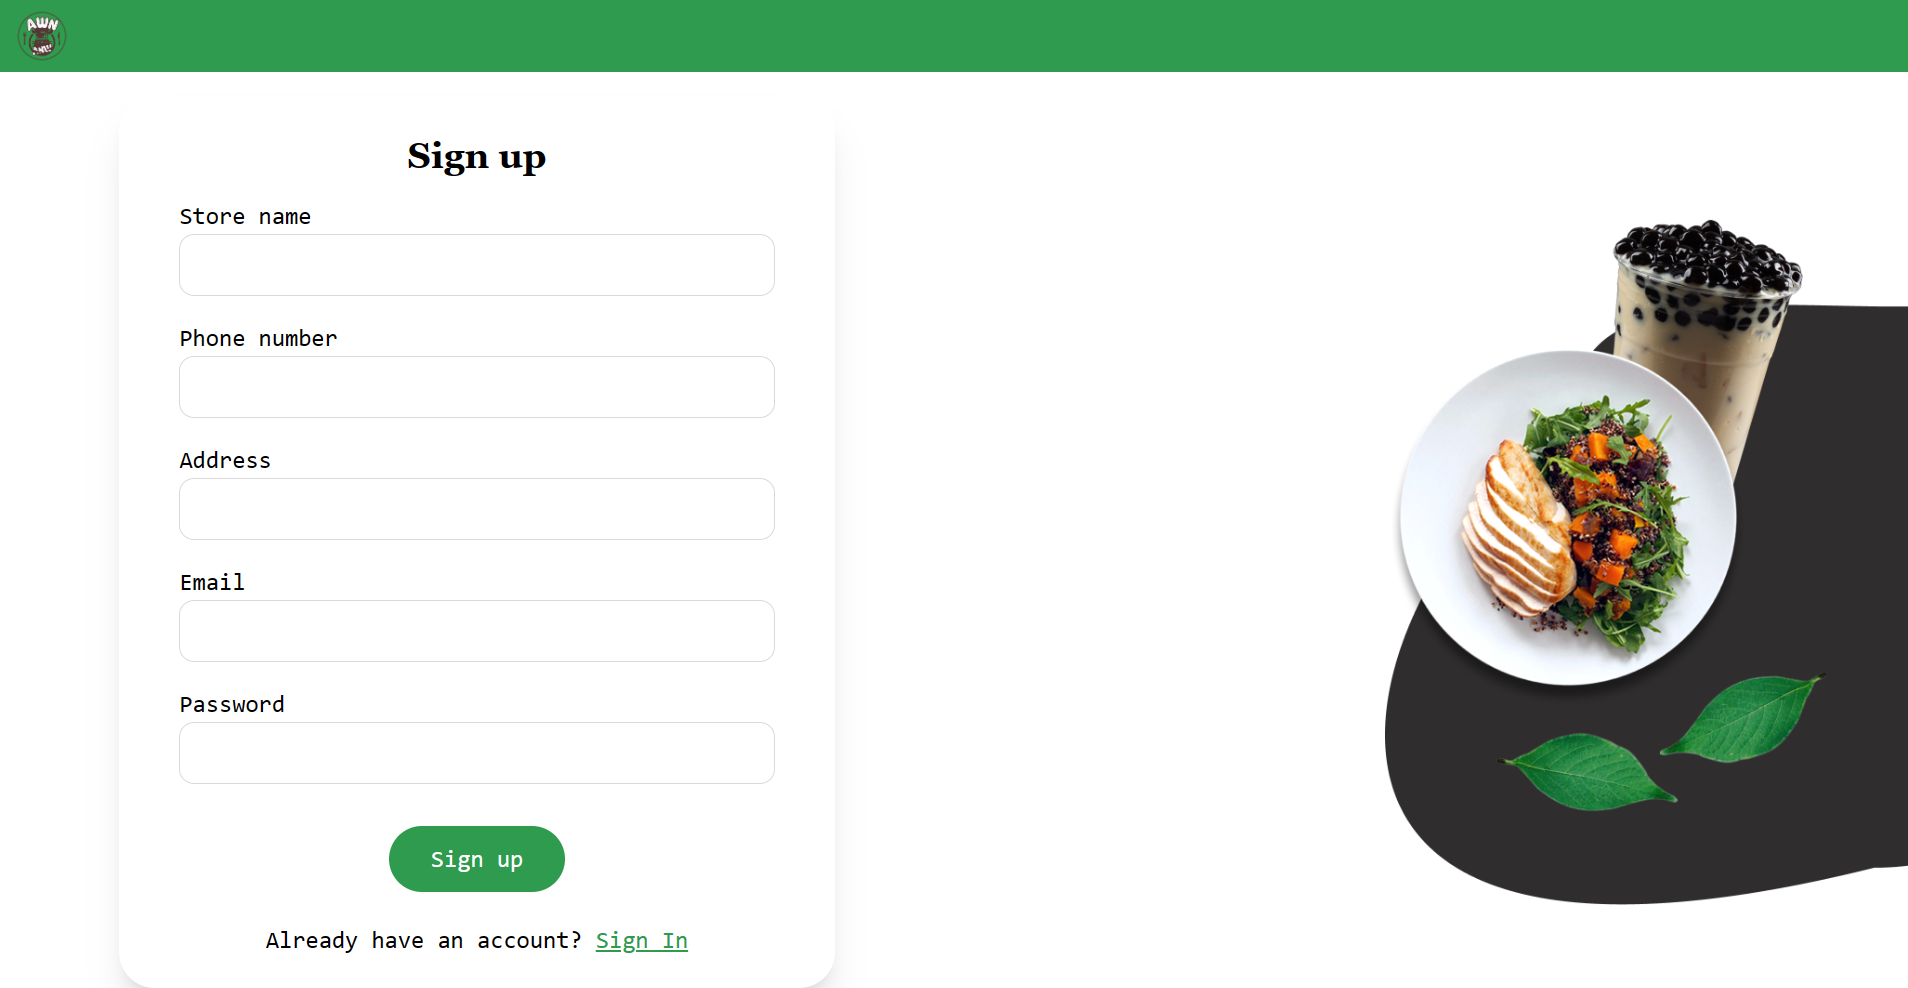 AWN
Sign up
Store name
Phone number
Address
Email
Password
Sign up
Already have an account? Sign In